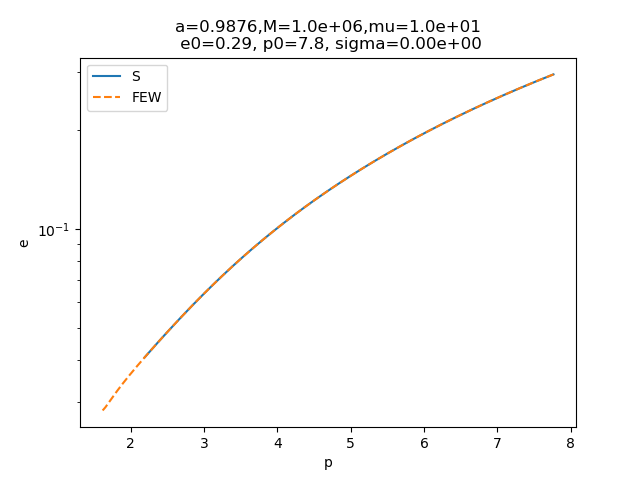 a=0.9876,M=1.0e+06,mu=1.0e+01
e0=0.29, p0=7.8, sigma=0.00e+00
S
FEW
e
10⁻¹
2 3 4 5 6 7 8
p